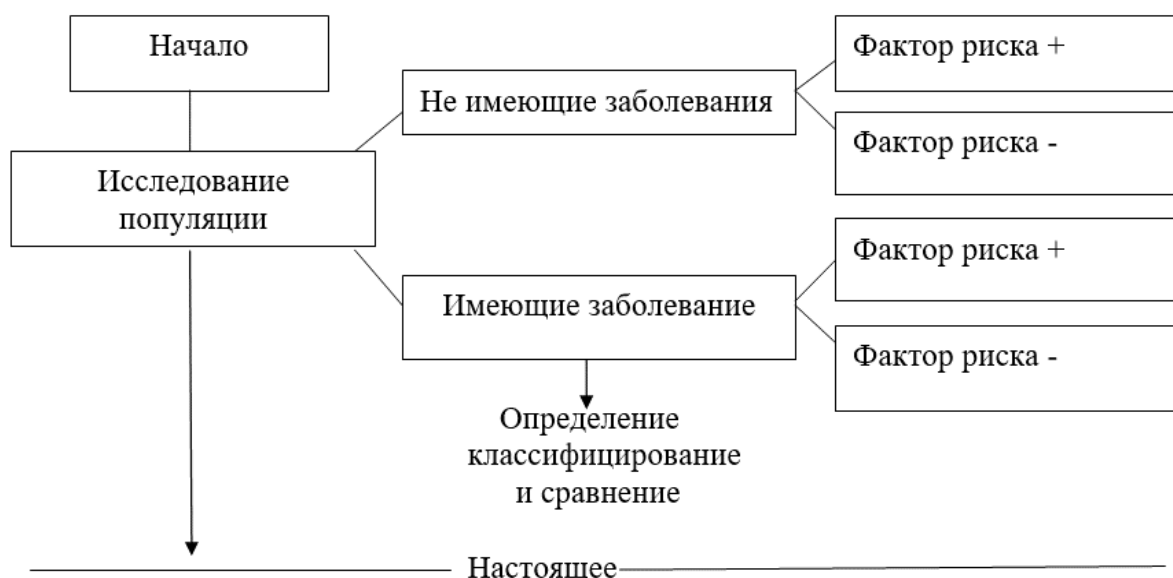 Начало
Исследование
популяции
Не имеющие заболевания
Фактор риска +
Фактор риска -
Имеющие заболевание
Фактор риска +
Фактор риска -
Определение
классифицирование
и сравнение
Настоящее